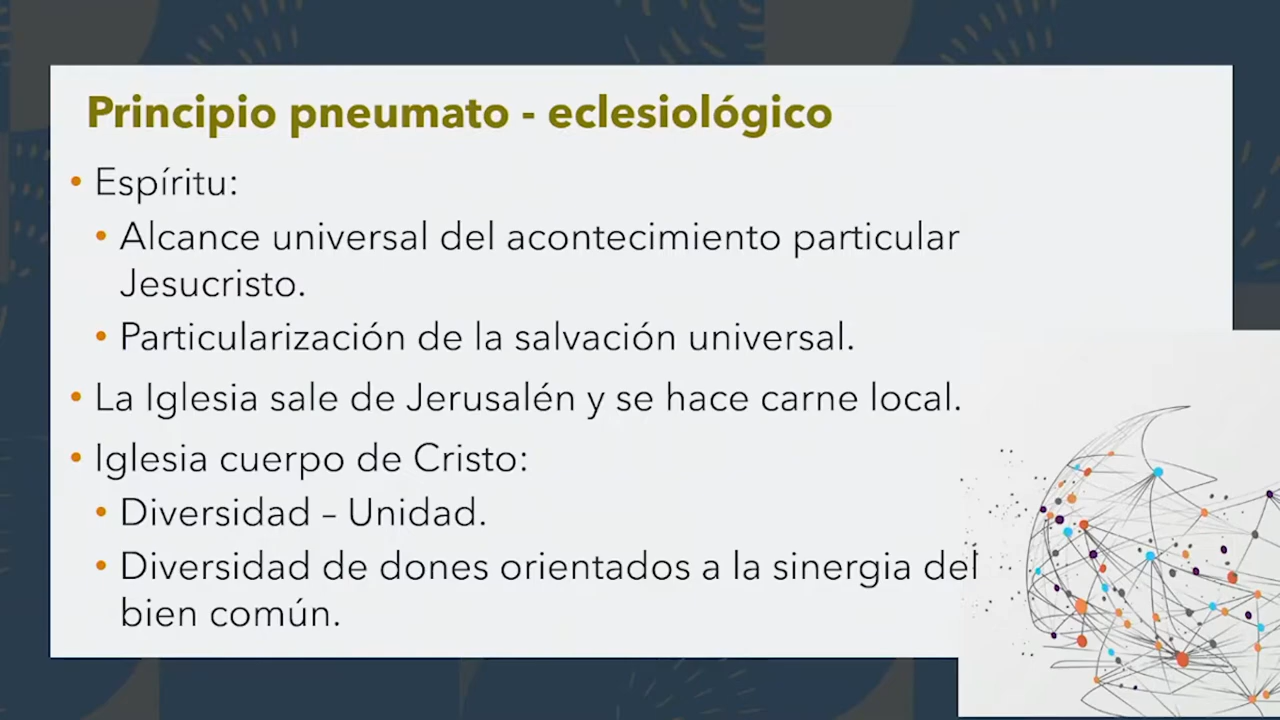 Principio pneumato - eclesiológico
• Espíritu:
• Alcance universal del acontecimiento particular
Jesucristo.
• Particularización de la salvación universal.
• La Iglesia sale de Jerusalén y se hace carne local.
• Iglesia cuerpo de Cristo:
• Diversidad – Unidad.
• Diversidad de dones orientados a la sinergia del
bien común.